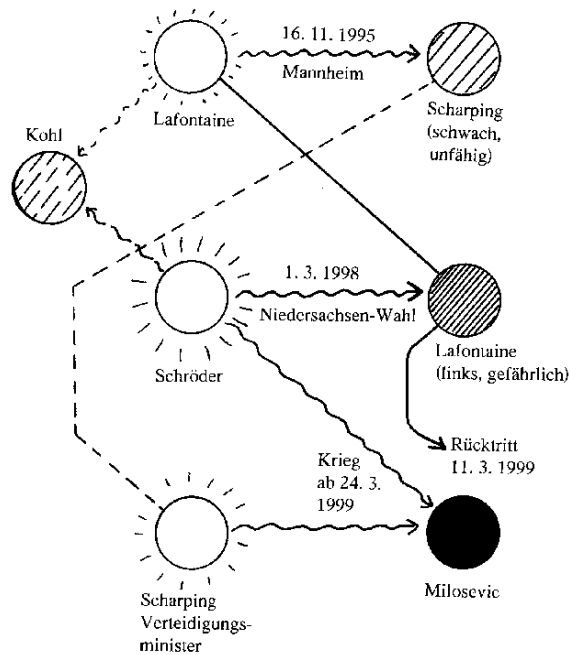 16. 11. 1995
Mannheim
Lafontaine
Scharping
(schwach,
unfähig)
Kohl
1. 3. 1998
Niedersachsen-Wahl
Schröder
Lafontaine
(links, gefährlich)
Rücktritt
11. 3. 1999
Krieg
ab 24. 3.
1999
Scharping
Verteidigungs-
minister
Milosevic